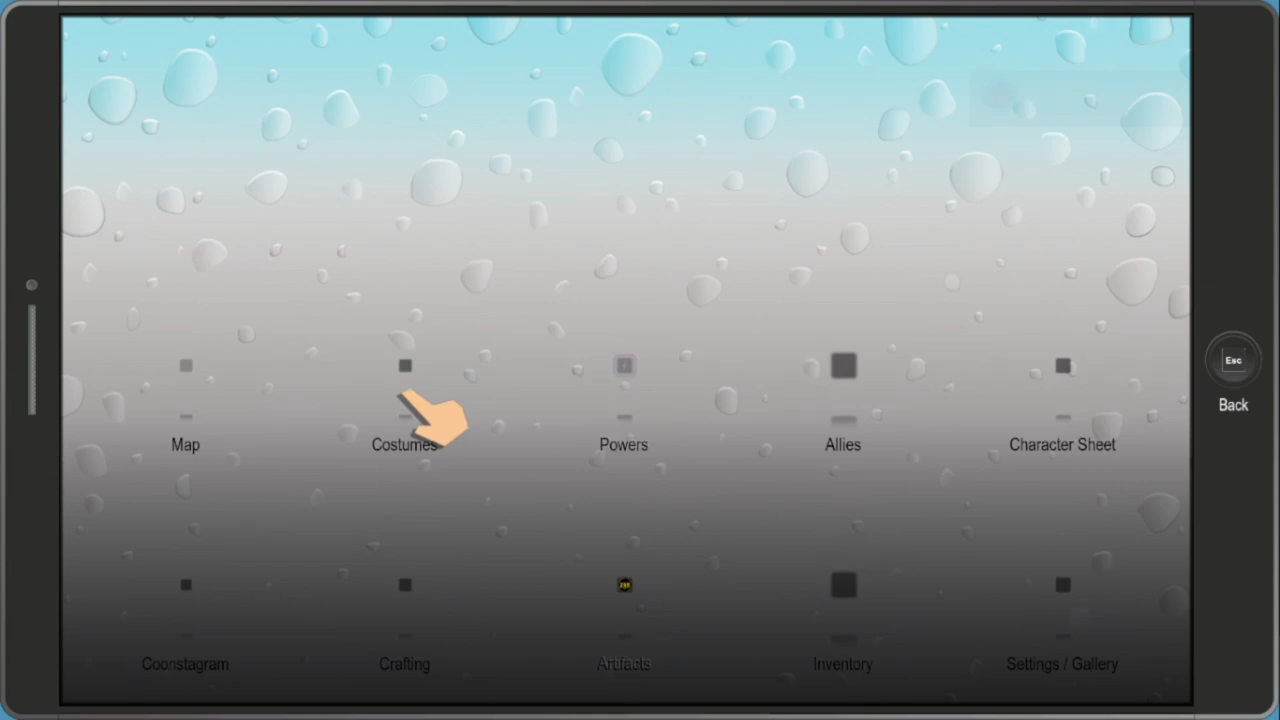 Esc
Back
Map
Costumes
Powers
Allies
Character Sheet
Coonstagram
Crafting
Artifacts
Inventory
Settings / Gallery